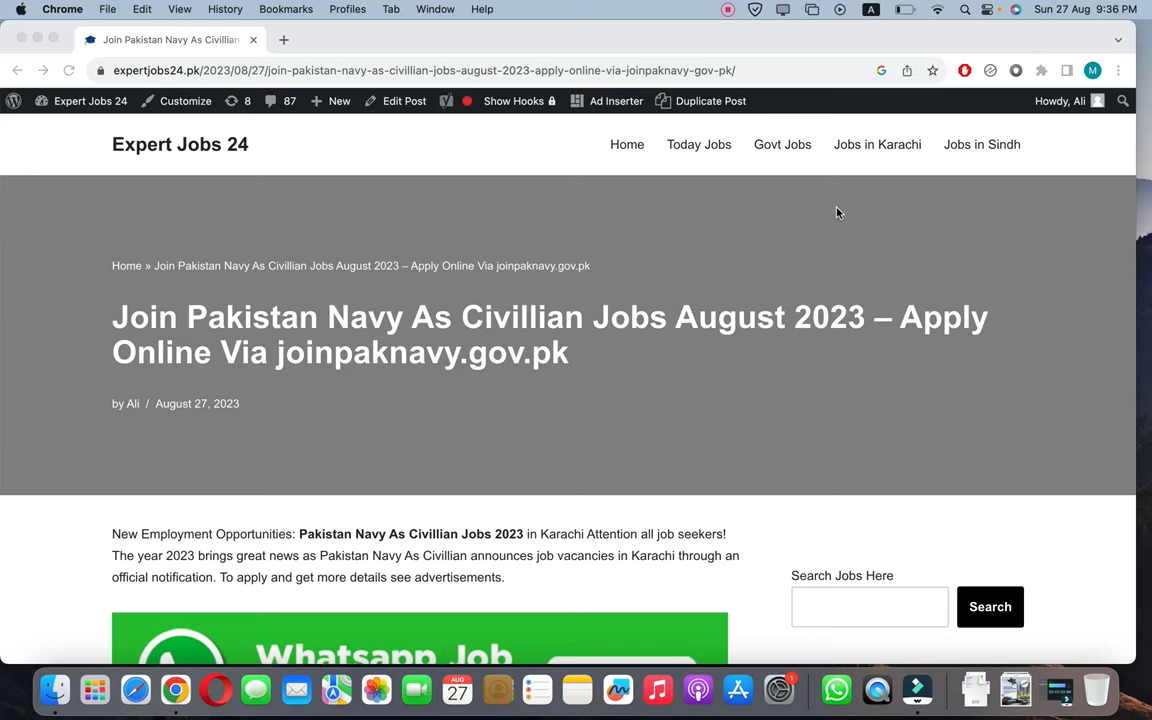 Chrome File Edit View History Bookmarks Profiles Tab Window Help A Sun 27 Aug 9:36 PM
Join Pakistan Navy As Civillian
expertjobs24.pk/2023/08/27/join-pakistan-navy-as-civillian-jobs-august-2023-apply-online-via-joinpaknavy-gov-pk/ M
Expert Jobs 24 Customize 8 87 New Edit Post Show Hooks Ad Inserter Duplicate Post Howdy, Ali
Expert Jobs 24 Home Today Jobs Govt Jobs Jobs in Karachi Jobs in Sindh
Home » Join Pakistan Navy As Civillian Jobs August 2023 – Apply Online Via joinpaknavy.gov.pk
Join Pakistan Navy As Civillian Jobs August 2023 – Apply
Online Via joinpaknavy.gov.pk
by Ali / August 27, 2023
New Employment Opportunities: Pakistan Navy As Civillian Jobs 2023 in Karachi Attention all job seekers!
The year 2023 brings great news as Pakistan Navy As Civillian announces job vacancies in Karachi through an
official notification. To apply and get more details see advertisements.
Search Jobs Here
Search
Whatsapp Job
AUG
27
1